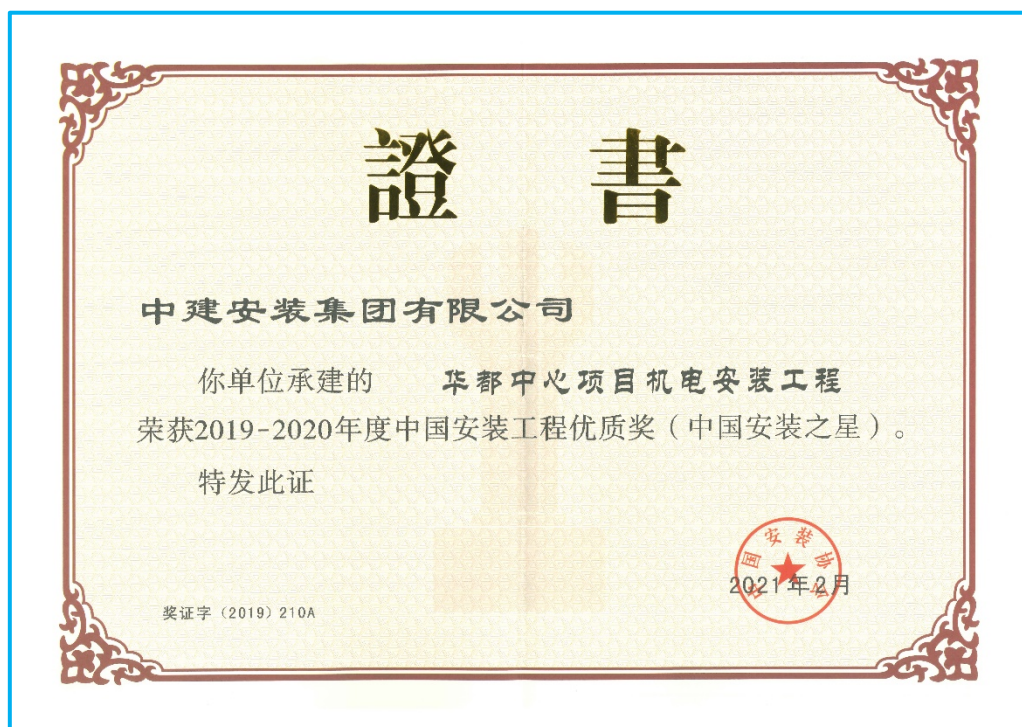 證 書
中建安装集团有限公司
你单位承建的 华都中心项目机电安装工程
荣获2019-2020年度中国安装工程优质奖（中国安装之星）。
特发此证
中国安装协会
2021年2月
奖证字（2019）210A